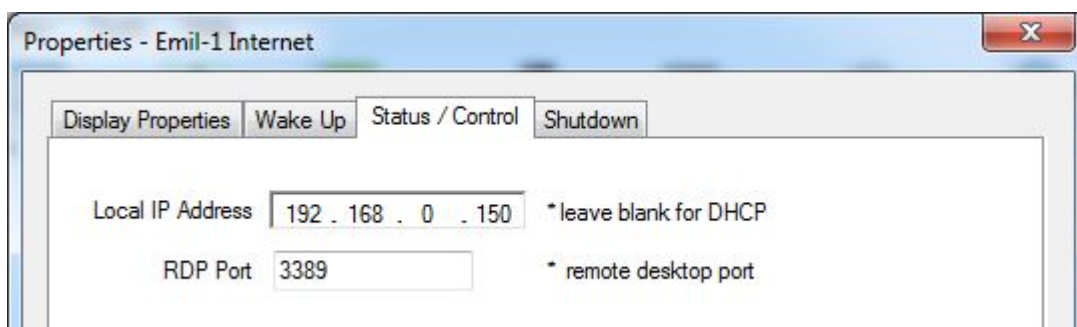 Properties - Emil-1 Internet
Display Properties Wake Up Status / Control Shutdown
Local IP Address 192 . 168 . 0 . 150 * leave blank for DHCP
RDP Port 3389 * remote desktop port